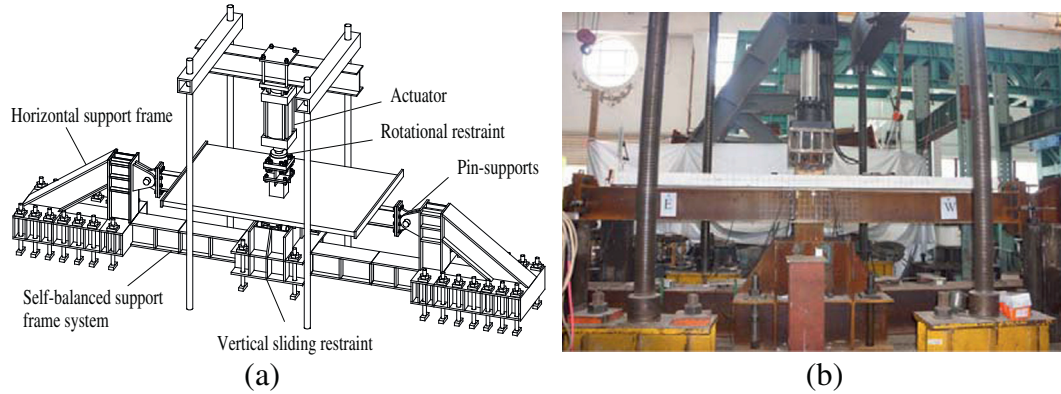 Horizontal support frame
Actuator
Rotational restraint
Pin-supports
Self-balanced support
frame system
Vertical sliding restraint
E
W
(a)
(b)